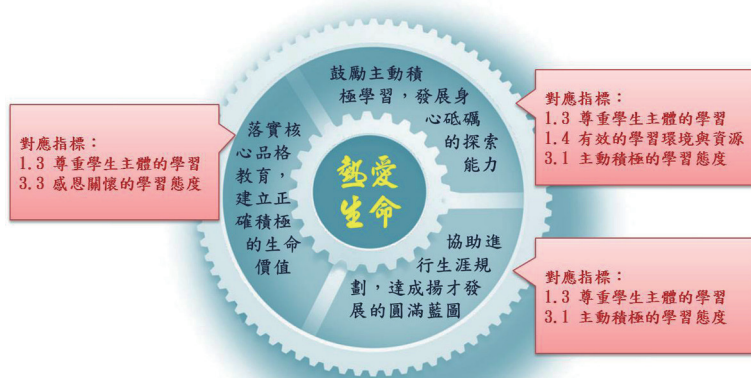 熱愛
生命
鼓勵主動積
極學習，發展身
心砥礪
的探索
能力
對應指標：
1.3 尊重學生主體的學習
1.4 有效的學習環境與資源
3.1 主動積極的學習態度
協助進
行生涯規
劃，達成揚才發
展的圓滿藍圖
對應指標：
1.3 尊重學生主體的學習
3.1 主動積極的學習態度
落實核
心品格
教育，
建立正
確積極
的生命
價值
對應指標：
1.3 尊重學生主體的學習
3.3 感恩關懷的學習態度